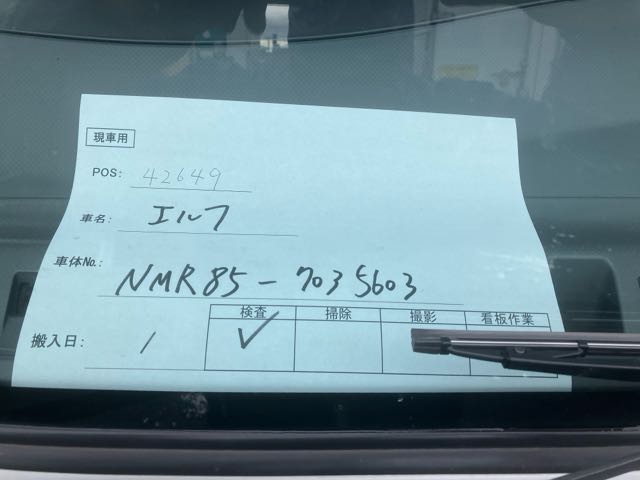 現車用
POS: 42649
車名: エルフ
車体No.: NMR85-7035603
検査 掃除 撮影 看板作業
搬入日: / ✓